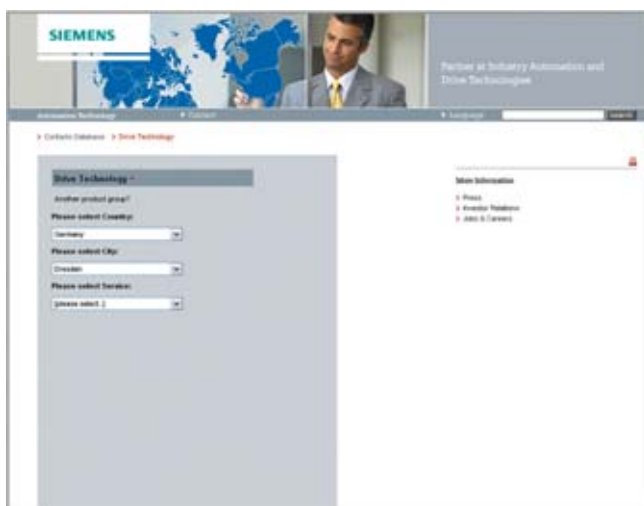 SIEMENS
Partner at Industry Automation and
Drive Technologies
Automation Technology
Contact
Language
Search
Contacts Database
Drive Technology
Drive Technology
Another product group?
Please select Country:
Germany
Please select City:
Dresden
Please select Service:
[please select..]
More Information
Press
Investor Relations
Jobs & Careers